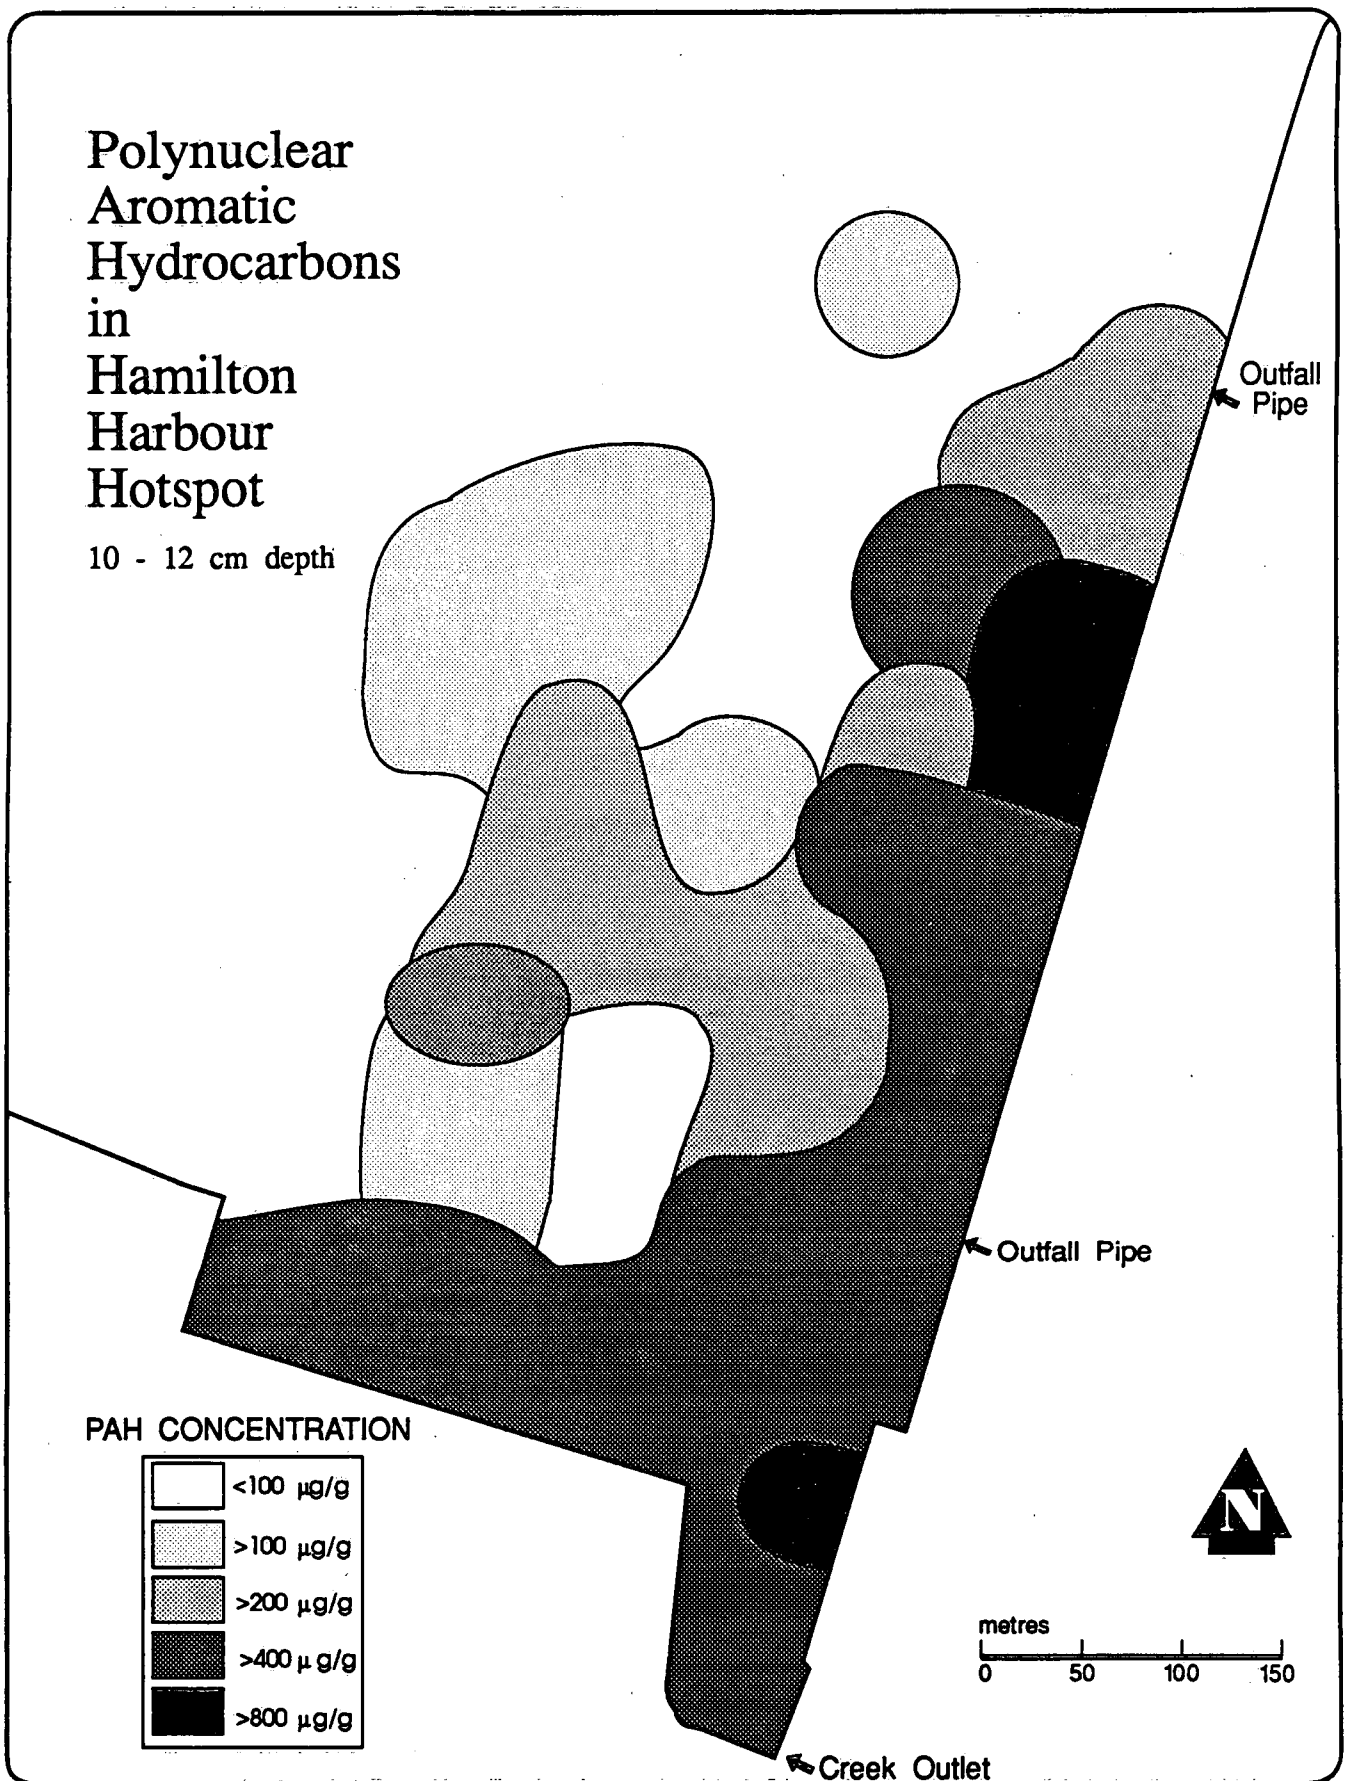 Polynuclear
Aromatic
Hydrocarbons
in
Hamilton
Harbour
Hotspot
10 - 12 cm depth
Outfall
Pipe
Outfall Pipe
PAH CONCENTRATION
<100 µg/g
>100 µg/g
>200 µg/g
>400 µ g/g
>800 µg/g
N
metres
0 50 100 150
Creek Outlet